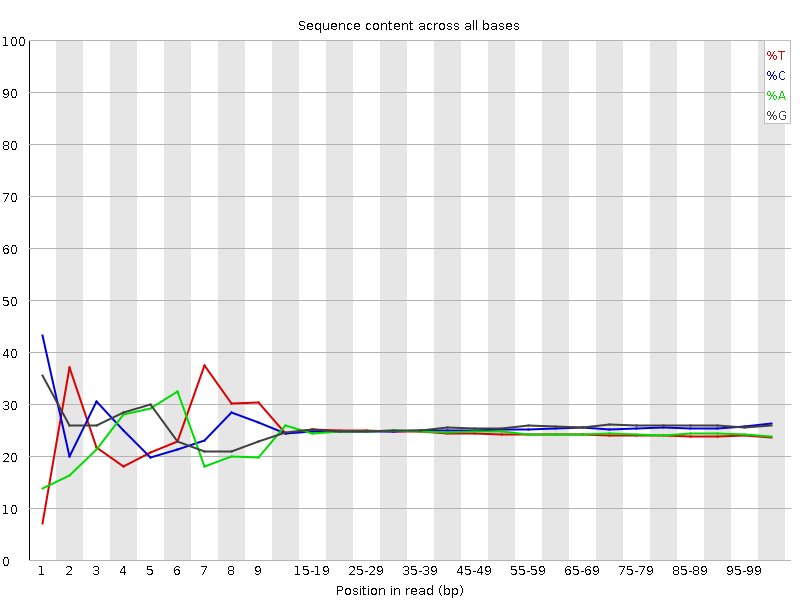 Sequence content across all bases
%T
%C
%A
%G
100
90
80
70
60
50
40
30
20
10
0
1 2 3 4 5 6 7 8 9 15-19 25-29 35-39 45-49 55-59 65-69 75-79 85-89 95-99
Position in read (bp)